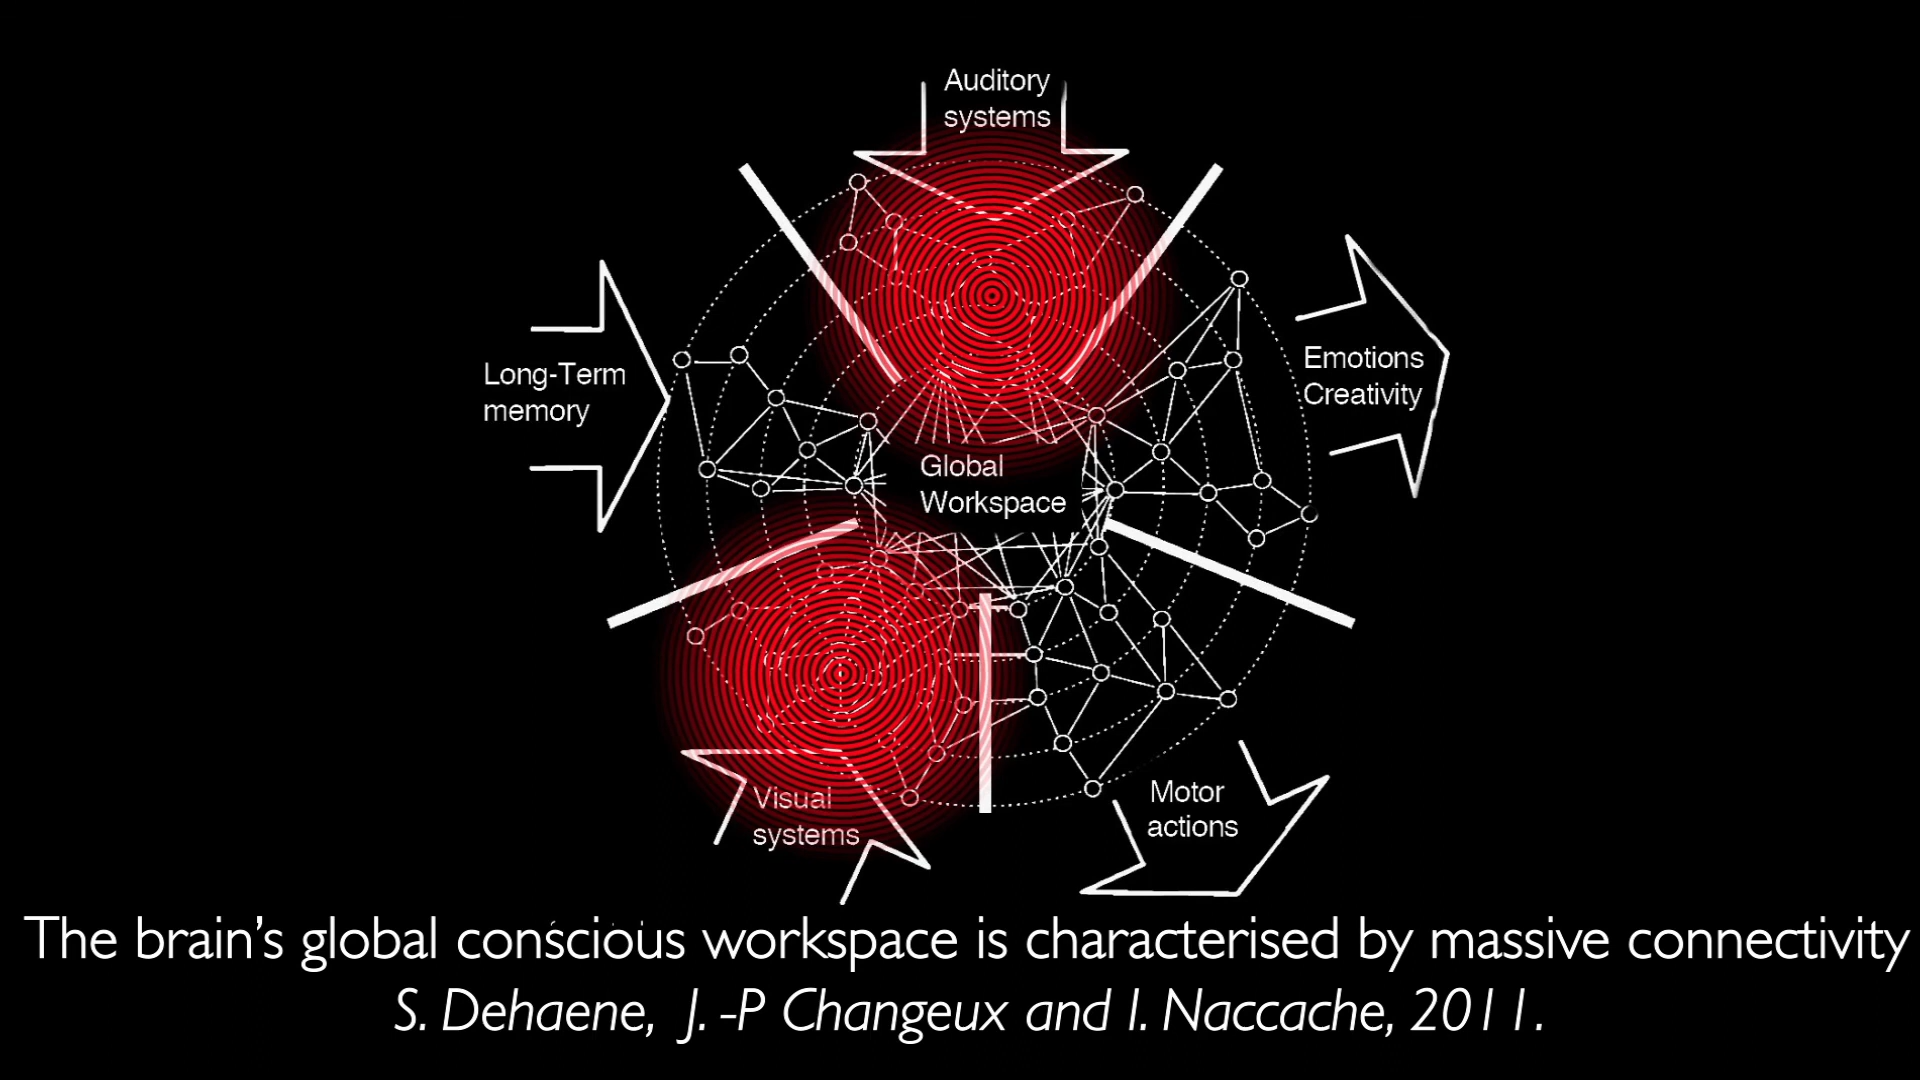 Auditory
systems
Long-Term
memory
Emotions
Creativity
Global
Workspace
Visual
systems
Motor
actions
The brain’s global conscious workspace is characterised by massive connectivity
S. Dehaene, J. -P Changeux and I. Naccache, 2011.